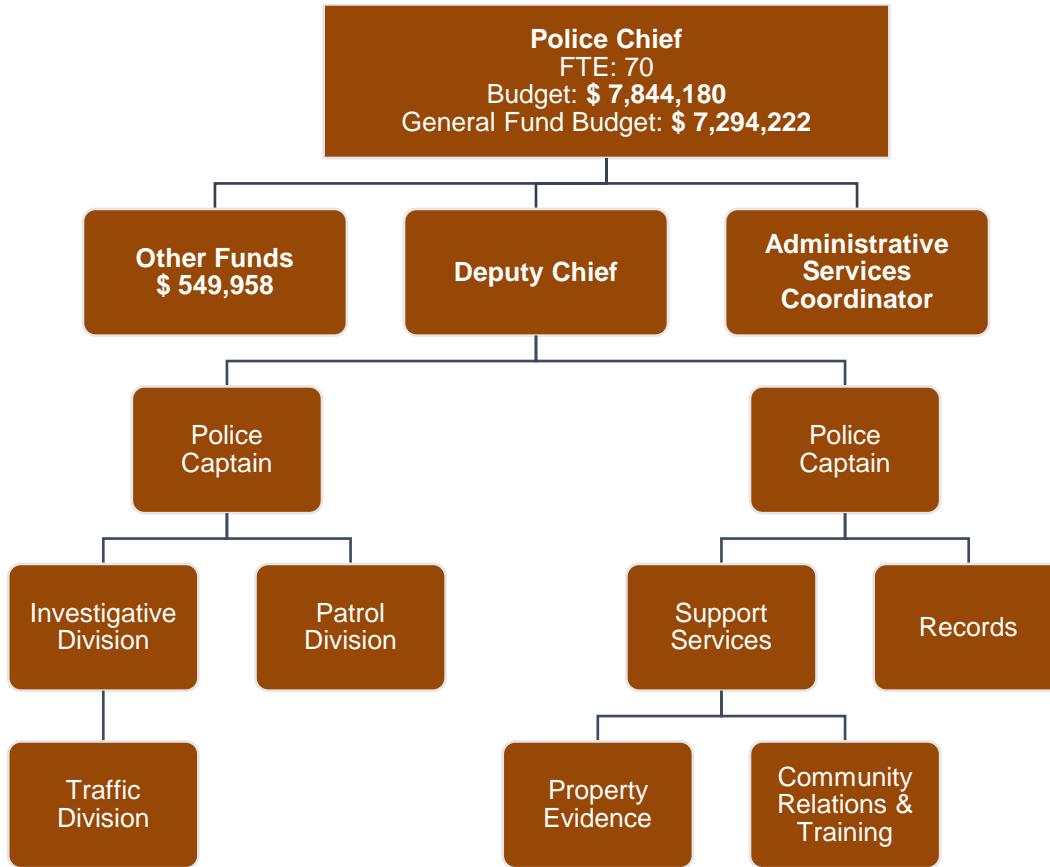 Police Chief
FTE: 70
Budget: $ 7,844,180
General Fund Budget: $ 7,294,222
Other Funds
$ 549,958
Deputy Chief
Administrative
Services
Coordinator
Police
Captain
Police
Captain
Investigative
Division
Patrol
Division
Support
Services
Records
Traffic
Division
Property
Evidence
Community
Relations &
Training